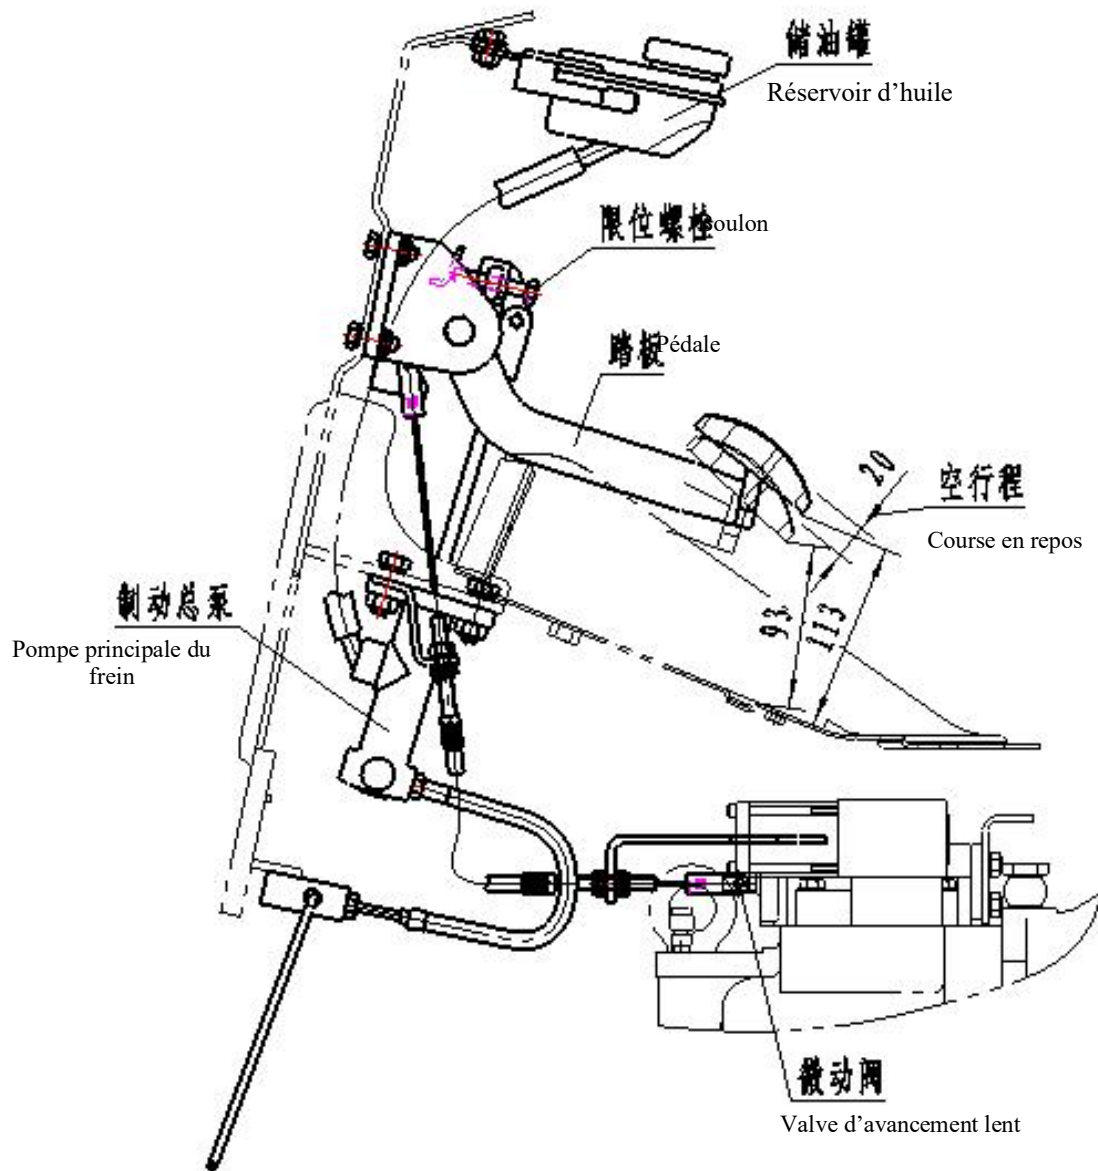 储油罐
Réservoir d’huile
限位螺栓
oulon
踏板
Pédale
20
空行程
Course en repos
93
113
制动总泵
Pompe principale du
frein
微动阀
Valve d’avancement lent